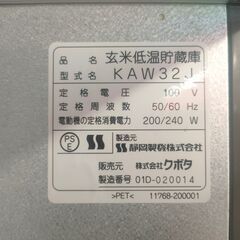 品名 玄米低温貯蔵庫
型式名 KAW32J
定格電圧 100 V
定格周波数 50/60 Hz
電動機の定格消費電力 200/240 W
PS E 製造元 静岡製機株式会社
販売元 株式会社 クボタ
製造番号 01D-020014
>PET< 11768-200001